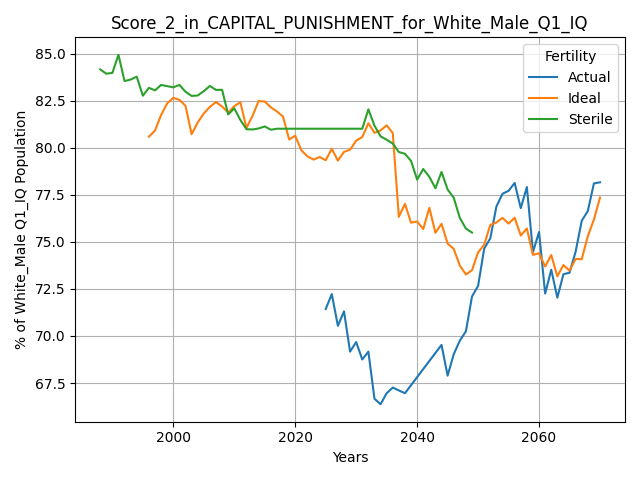 Score_2_in_CAPITAL_PUNISHMENT_for_White_Male_Q1_IQ
% of White_Male Q1_IQ Population
85.0
82.5
80.0
77.5
75.0
72.5
70.0
67.5
Fertility
Actual
Ideal
Sterile
2000
2020
2040
2060
Years